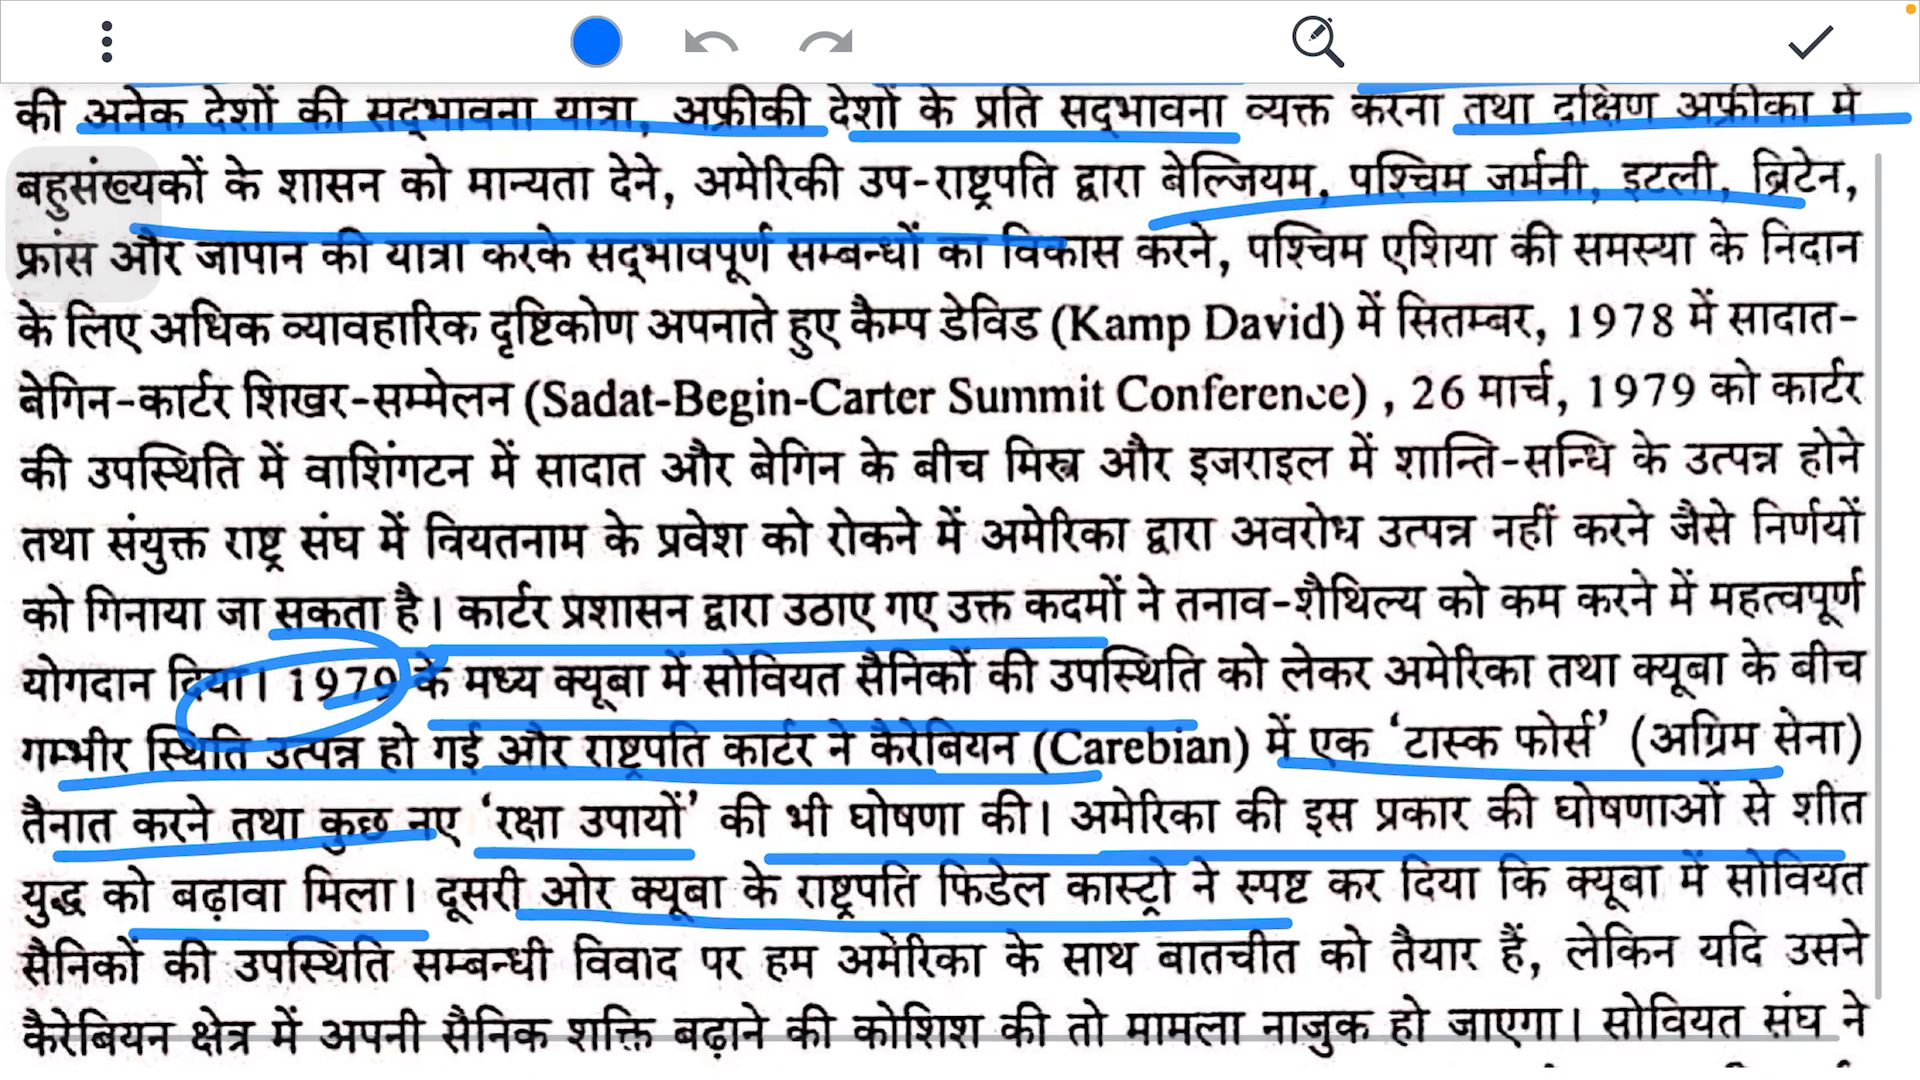 की अनेक देशों की सद्‌भावना यात्रा, अफ्रीकी देशों के प्रति सद्‌भावना व्यक्त करना तथा दक्षिण अफ्रीका में
बहुसंख्यकों के शासन को मान्यता देने, अमेरिकी उप-राष्ट्रपति द्वारा बेल्जियम, पश्चिम जर्मनी, इटली, ब्रिटेन,
फ्रांस और जापान की यात्रा करके सद्‌भावपूर्ण सम्बन्धों का विकास करने, पश्चिम एशिया की समस्या के निदान
के लिए अधिक व्यावहारिक दृष्टिकोण अपनाते हुए कैम्प डेविड (Kamp David) में सितम्बर, 1978 में सादात-
बेगिन-कार्टर शिखर-सम्मेलन (Sadat-Begin-Carter Summit Conference) , 26 मार्च, 1979 को कार्टर
की उपस्थिति में वाशिंगटन में सादात और बेगिन के बीच मिस्र और इजराइल में शान्ति-सन्धि के उत्पन्न होने
तथा संयुक्त राष्ट्र संघ में वियतनाम के प्रवेश को रोकने में अमेरिका द्वारा अवरोध उत्पन्न नहीं करने जैसे निर्णयों
को गिनाया जा सकता है। कार्टर प्रशासन द्वारा उठाए गए उक्त कदमों ने तनाव-शैथिल्य को कम करने में महत्वपूर्ण
योगदान दिया। 1979 के मध्य क्यूबा में सोवियत सैनिकों की उपस्थिति को लेकर अमेरिका तथा क्यूबा के बीच
गम्भीर स्थिति उत्पन्न हो गई और राष्ट्रपति कार्टर ने कैरेबियन (Carebian) में एक ‘टास्क फोर्स’ (अग्रिम सेना)
तैनात करने तथा कुछ नए ‘रक्षा उपायों’ की भी घोषणा की। अमेरिका की इस प्रकार की घोषणाओं से शीत
युद्ध को बढ़ावा मिला। दूसरी ओर क्यूबा के राष्ट्रपति फिडेल कास्ट्रो ने स्पष्ट कर दिया कि क्यूबा में सोवियत
सैनिकों की उपस्थिति सम्बन्धी विवाद पर हम अमेरिका के साथ बातचीत को तैयार हैं, लेकिन यदि उसने
कैरेबियन क्षेत्र में अपनी सैनिक शक्ति बढ़ाने की कोशिश की तो मामला नाजुक हो जाएगा। सोवियत संघ ने